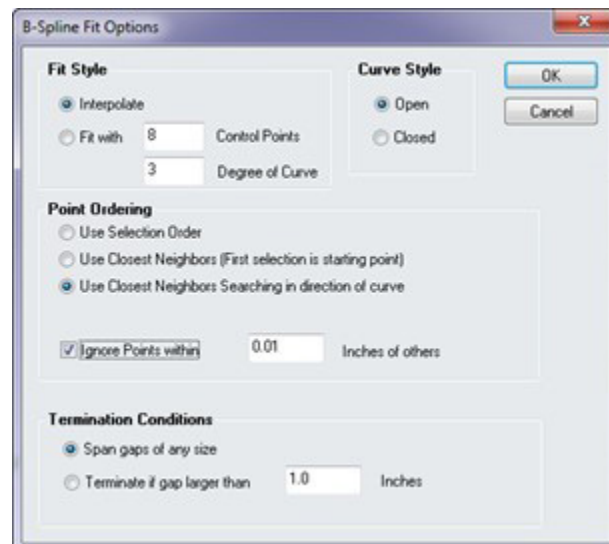 B-Spline Fit Options
Fit Style
Interpolate
Fit with 8 Control Points
3 Degree of Curve
Curve Style
Open
Closed
OK
Cancel
Point Ordering
Use Selection Order
Use Closest Neighbors (First selection is starting point)
Use Closest Neighbors Searching in direction of curve
Ignore Points within 0.01 Inches of others
Termination Conditions
Span gaps of any size
Terminate if gap larger than 1.0 Inches